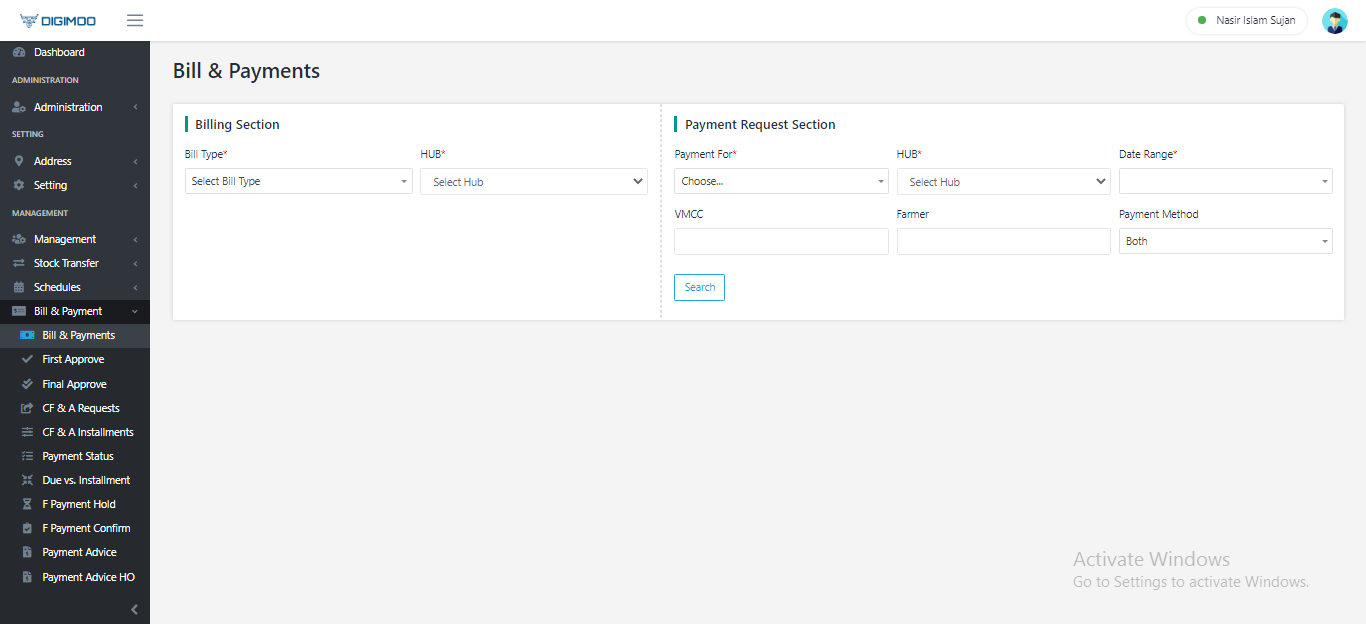 DIGIMOO
Nasir Islam Sujan
Dashboard
ADMINISTRATION
Administration
SETTING
Address
Setting
MANAGEMENT
Management
Stock Transfer
Schedules
Bill & Payment
Bill & Payments
First Approve
Final Approve
CF & A Requests
CF & A Installments
Payment Status
Due vs. Installment
F Payment Hold
F Payment Confirm
Payment Advice
Payment Advice HO
Bill & Payments
Billing Section
Bill Type* HUB*
Select Bill Type Select Hub
Payment Request Section
Payment For* HUB* Date Range*
Choose... Select Hub
VMCC Farmer Payment Method
Both
Search
Activate Windows
Go to Settings to activate Windows.